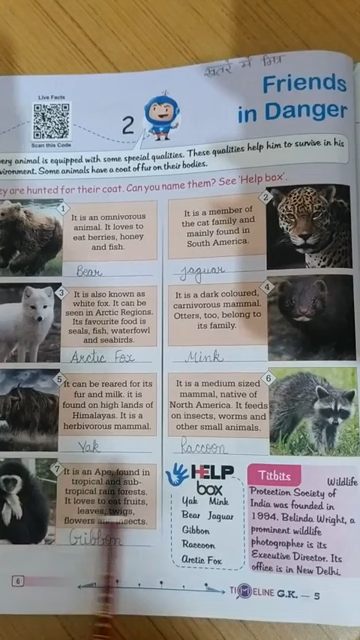 खतरे में मित्र
Live Facts
Scan this Code
2
Friends
in Danger
very animal is equipped with some special qualities. These qualities help him to survive in his
vironment. Some animals have a coat of fur on their bodies.
ey are hunted for their coat. Can you name them? See 'Help box'.
1
It is an omnivorous
animal. It loves to
eat berries, honey
and fish.
Bear
2
It is a member of
the cat family and
mainly found in
South America.
Jaguar
3
It is also known as
white fox. It can be
seen in Arctic Regions.
Its favourite food is
seals, fish, waterfowl
and seabirds.
Arctic Fox
4
It is a dark coloured,
carnivorous mammal.
Otters, too, belong to
its family.
Mink
5
It can be reared for its
fur and milk. it is
found on high lands of
Himalayas. It is a
herbivorous mammal.
Yak
6
It is a medium sized
mammal, native of
North America. It feeds
on insects, worms and
other small animals.
Raccoon
7
It is an Ape, found in
tropical and sub-
tropical rain forests.
It loves to eat fruits,
leaves, twigs,
flowers insects.
Gibbon
HELP
box
Yak Mink
Bear Jaguar
Gibbon
Raccoon
Arctic Fox
Titbits
Wildlife
Protection Society of
India was founded in
1994. Belinda Wright, a
prominent wildlife
photographer is its
Executive Director. Its
office is in New Delhi.
6
TIMELINE G.K. — 5